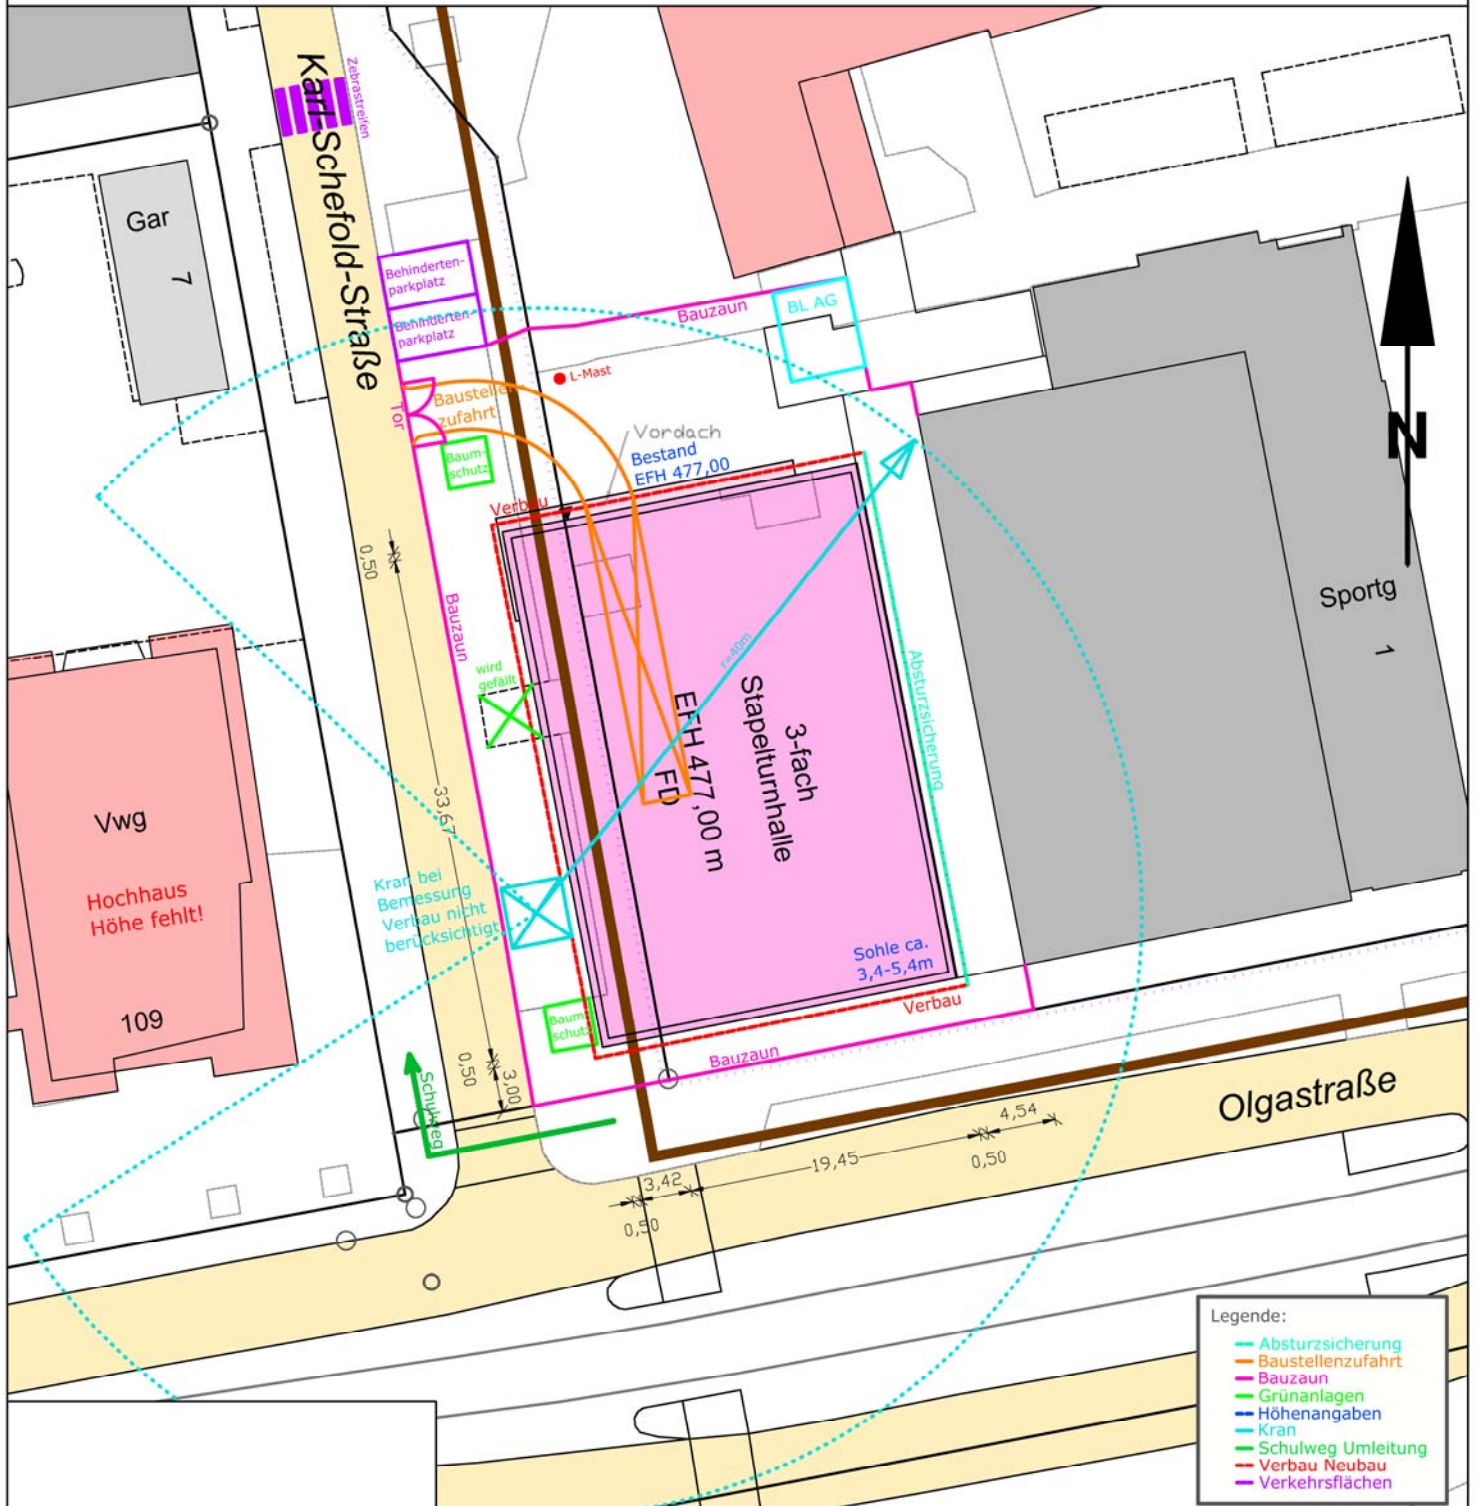 Zebrastreifen
Karl-Schefold-Straße
Gar
7
Behinderten-
parkplatz
Behinderten-
parkplatz
Bauzaun
BL AG
L-Mast
Tor
Baustellen
zufahrt
Baum-
schutz
Vordach
Bestand
EFH 477,00
Verbau
N
0,50
Bauzaun
Sportg
1
wird
gefällt
r=40m
Absturzsicherung
3-fach
Stapelturnhalle
EFH 477,00 m
FD
33,67
Vwg
Hochhaus
Höhe fehlt!
109
Kran bei
Bemessung
Verbau nicht
berücksichtigt
Sohle ca.
3,4-5,4m
Verbau
Baum-
schutz
Bauzaun
0,50
3,00
Schulweg
Olgastraße
4,54
19,45
0,50
3,42
0,50
Legende:
Absturzsicherung
Baustellenzufahrt
Bauzaun
Grünanlagen
Höhenangaben
Kran
Schulweg Umleitung
Verbau Neubau
Verkehrsflächen